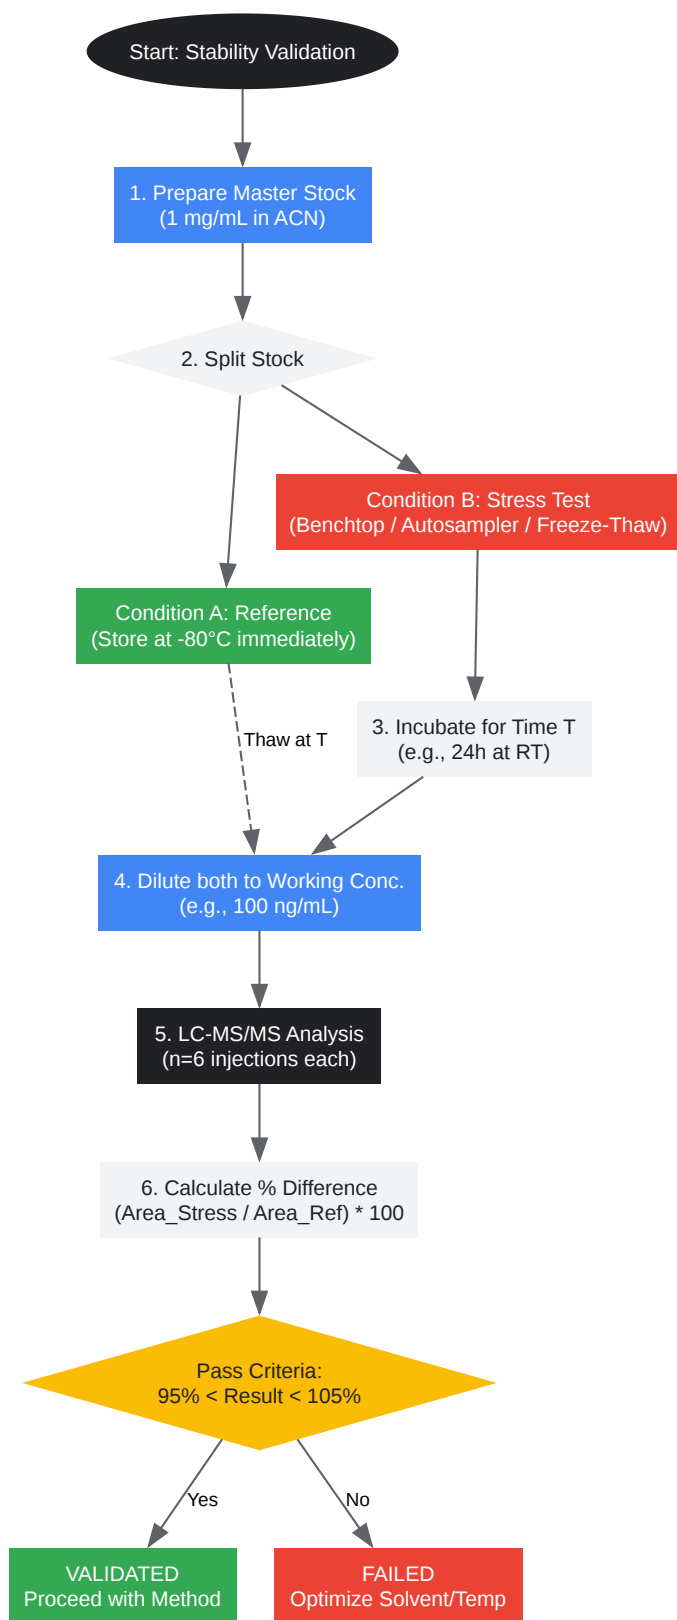 Start: Stability Validation
1. Prepare Master Stock
(1 mg/mL in ACN)
2. Split Stock
Condition B: Stress Test
(Benchtop / Autosampler / Freeze-Thaw)
Condition A: Reference
(Store at -80°C immediately)
Thaw at T
3. Incubate for Time T
(e.g., 24h at RT)
4. Dilute both to Working Conc.
(e.g., 100 ng/mL)
5. LC-MS/MS Analysis
(n=6 injections each)
6. Calculate % Difference
(Area_Stress / Area_Ref) * 100
Pass Criteria:
95% < Result < 105%
Yes
No
VALIDATED
Proceed with Method
FAILED
Optimize Solvent/Temp